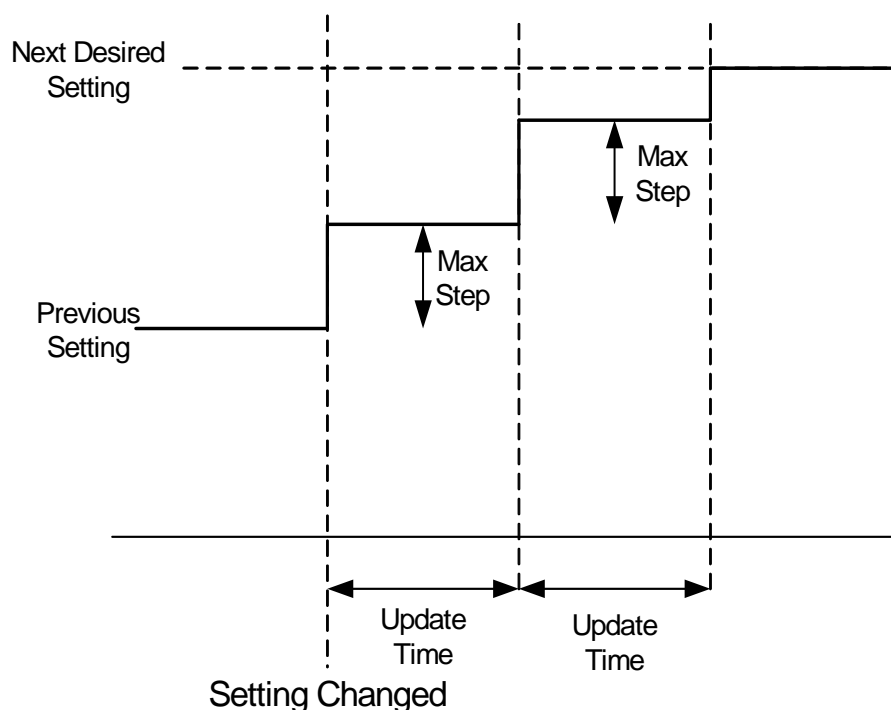 Next Desired
Setting
Max
Step
Max
Step
Previous
Setting
Update
Time
Update
Time
Setting Changed